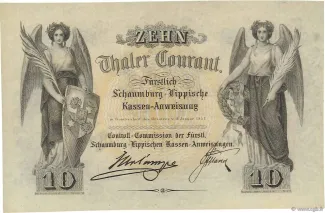 ZEHN
Thaler Courant.
Fürstlich
Schaumburg-Lippische
Kassen-Anweisung
Controll-Commission der Fürstl.
Schaumburg-Lippischen Kassen-Anweisungen.
10
10